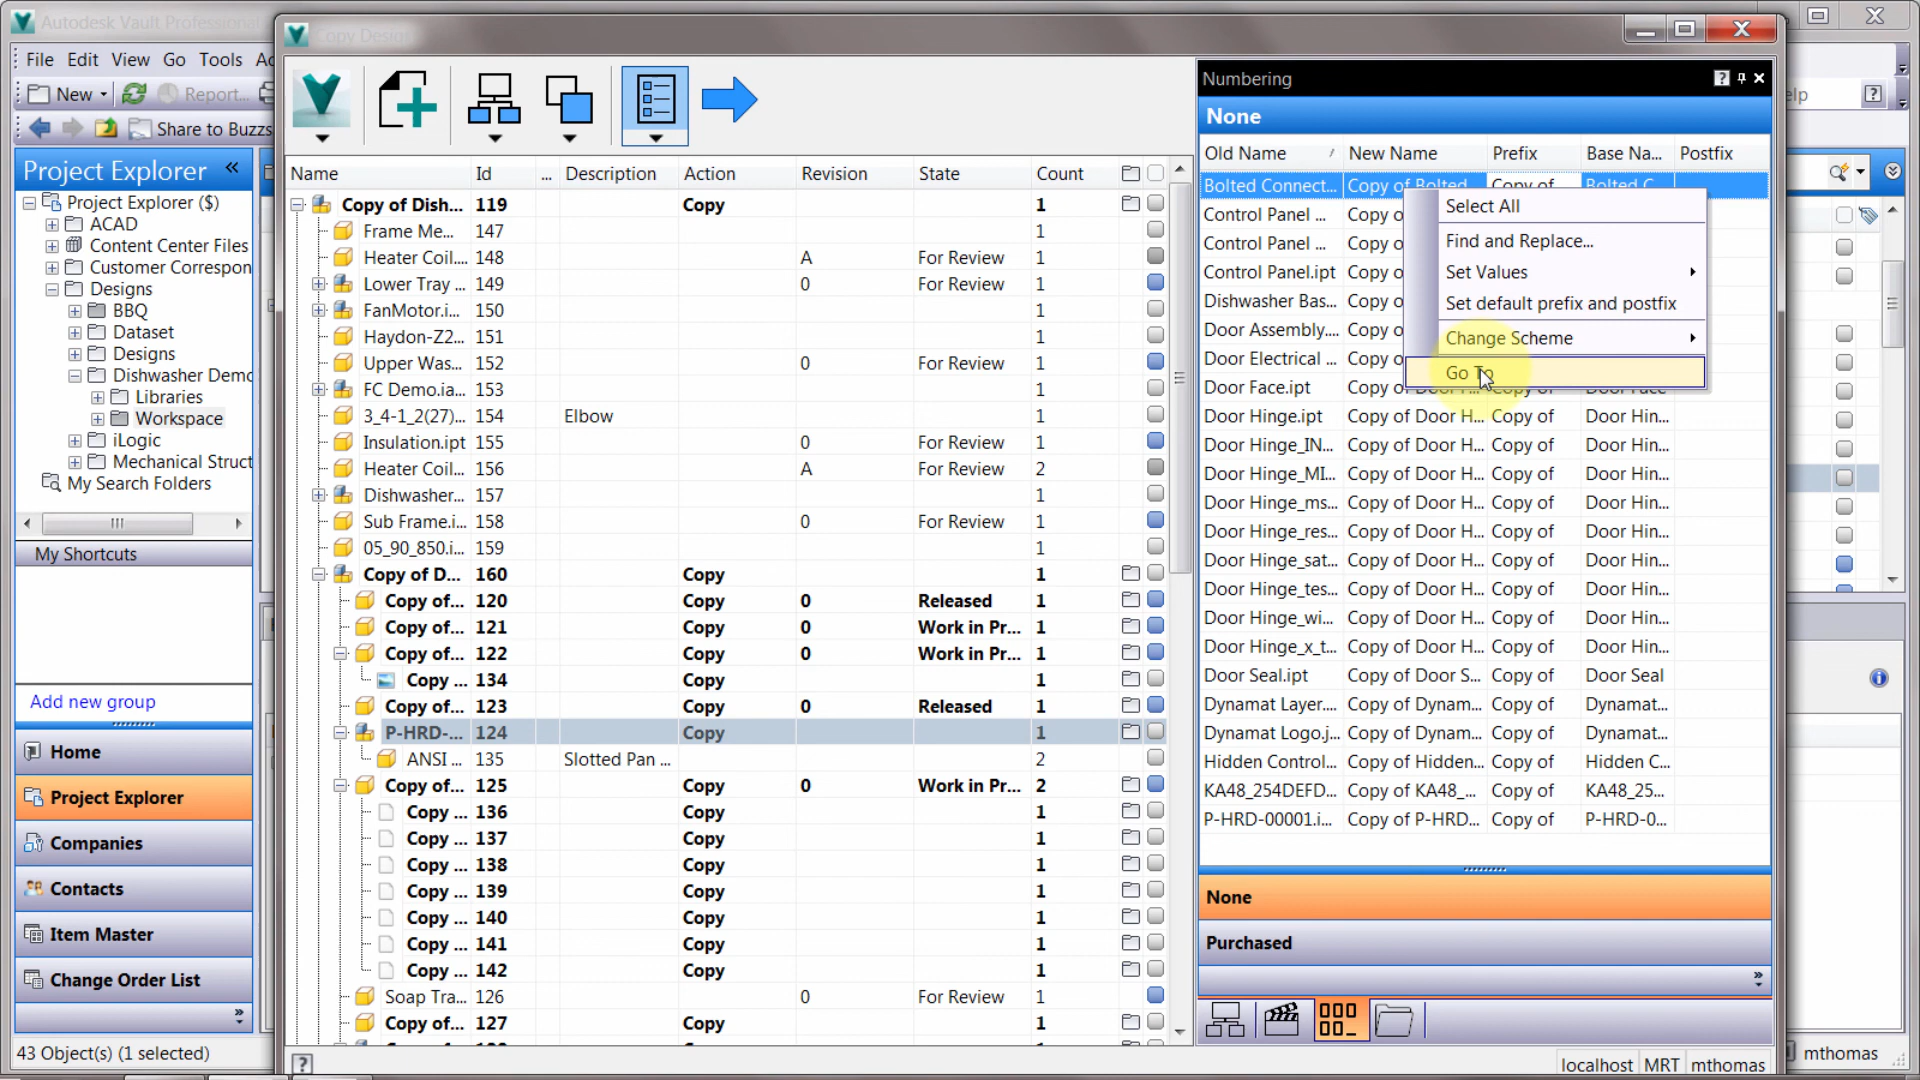 Autodesk Vault Professional
File Edit View Go Tools Ac
New Report...
Share to Buzzs
Project Explorer «
Project Explorer ($)
ACAD
Content Center Files
Customer Correspon
Designs
BBQ
Dataset
Designs
Dishwasher Demo
Libraries
Workspace
iLogic
Mechanical Struct
My Search Folders
My Shortcuts
Add new group
Home
Project Explorer
Companies
Contacts
Item Master
Change Order List
43 Object(s) (1 selected)
Copy Design
Name Id ... Description Action Revision State Count
Copy of Dish... 119 Copy 1
Frame Me... 147 1
Heater Coil.... 148 A For Review 1
Lower Tray ... 149 0 For Review 1
FanMotor.i... 150 1
Haydon-Z2... 151 1
Upper Was... 152 0 For Review 1
FC Demo.ia... 153 1
3_4-1_2(27)... 154 Elbow 1
Insulation.ipt 155 0 For Review 1
Heater Coil... 156 A For Review 2
Dishwasher... 157 1
Sub Frame.i... 158 0 For Review 1
05_90_850.i... 159 1
Copy of D... 160 Copy 1
Copy of... 120 Copy 0 Released 1
Copy of... 121 Copy 0 Work in Pr... 1
Copy of... 122 Copy 0 Work in Pr... 1
Copy ... 134 Copy 1
Copy of... 123 Copy 0 Released 1
P-HRD-... 124 Copy 1
ANSI ... 135 Slotted Pan ... 2
Copy of... 125 Copy 0 Work in Pr... 2
Copy ... 136 Copy 1
Copy ... 137 Copy 1
Copy ... 138 Copy 1
Copy ... 139 Copy 1
Copy ... 140 Copy 1
Copy ... 141 Copy 1
Copy ... 142 Copy 1
Soap Tra... 126 0 For Review 1
Copy of... 127 Copy 1
Numbering
None
Old Name New Name Prefix Base Na... Postfix
Bolted Connect... Copy of Bolted Copy of Bolted C
Control Panel ... Copy o
Control Panel ... Copy o
Control Panel.ipt Copy o
Dishwasher Bas... Copy o
Door Assembly.... Copy o
Door Electrical ... Copy o
Door Face.ipt Copy of Door F... Copy of Door Face
Door Hinge.ipt Copy of Door H... Copy of Door Hin...
Door Hinge_IN... Copy of Door H... Copy of Door Hin...
Door Hinge_MI... Copy of Door H... Copy of Door Hin...
Door Hinge_ms... Copy of Door H... Copy of Door Hin...
Door Hinge_res... Copy of Door H... Copy of Door Hin...
Door Hinge_sat... Copy of Door H... Copy of Door Hin...
Door Hinge_tes... Copy of Door H... Copy of Door Hin...
Door Hinge_wi... Copy of Door H... Copy of Door Hin...
Door Hinge_x_t... Copy of Door H... Copy of Door Hin...
Door Seal.ipt Copy of Door S... Copy of Door Seal
Dynamat Layer.... Copy of Dynam... Copy of Dynamat...
Dynamat Logo.j... Copy of Dynam... Copy of Dynamat...
Hidden Control... Copy of Hidden... Copy of Hidden C...
KA48_254DEFD... Copy of KA48_... Copy of KA48_25...
P-HRD-00001.i... Copy of P-HRD... Copy of P-HRD-0...
Select All
Find and Replace...
Set Values
Set default prefix and postfix
Change Scheme
Go To
None
Purchased
localhost MRT mthomas
elp
mthomas